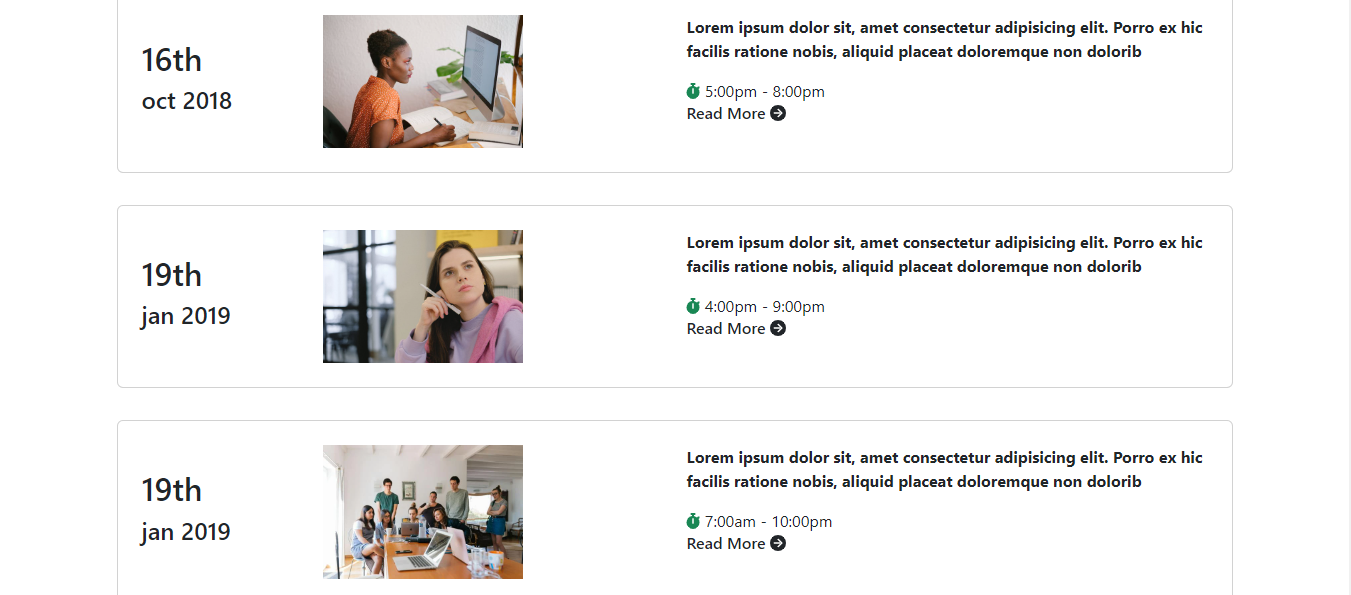 16th
oct 2018
Lorem ipsum dolor sit, amet consectetur adipisicing elit. Porro ex hic
facilis ratione nobis, aliquid placeat doloremque non dolorib
5:00pm - 8:00pm
Read More
19th
jan 2019
Lorem ipsum dolor sit, amet consectetur adipisicing elit. Porro ex hic
facilis ratione nobis, aliquid placeat doloremque non dolorib
4:00pm - 9:00pm
Read More
19th
jan 2019
Lorem ipsum dolor sit, amet consectetur adipisicing elit. Porro ex hic
facilis ratione nobis, aliquid placeat doloremque non dolorib
7:00am - 10:00pm
Read More